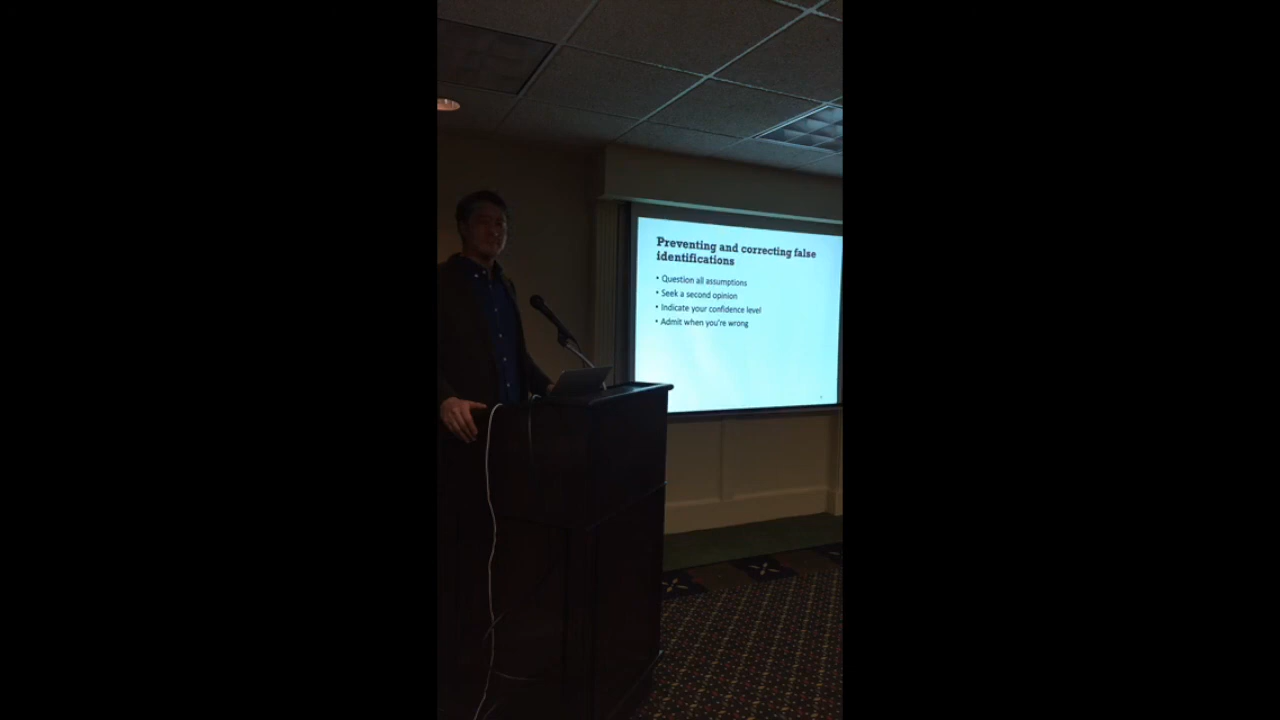 Preventing and correcting false
identifications
• Question all assumptions
• Seek a second opinion
• Indicate your confidence level
• Admit when you're wrong